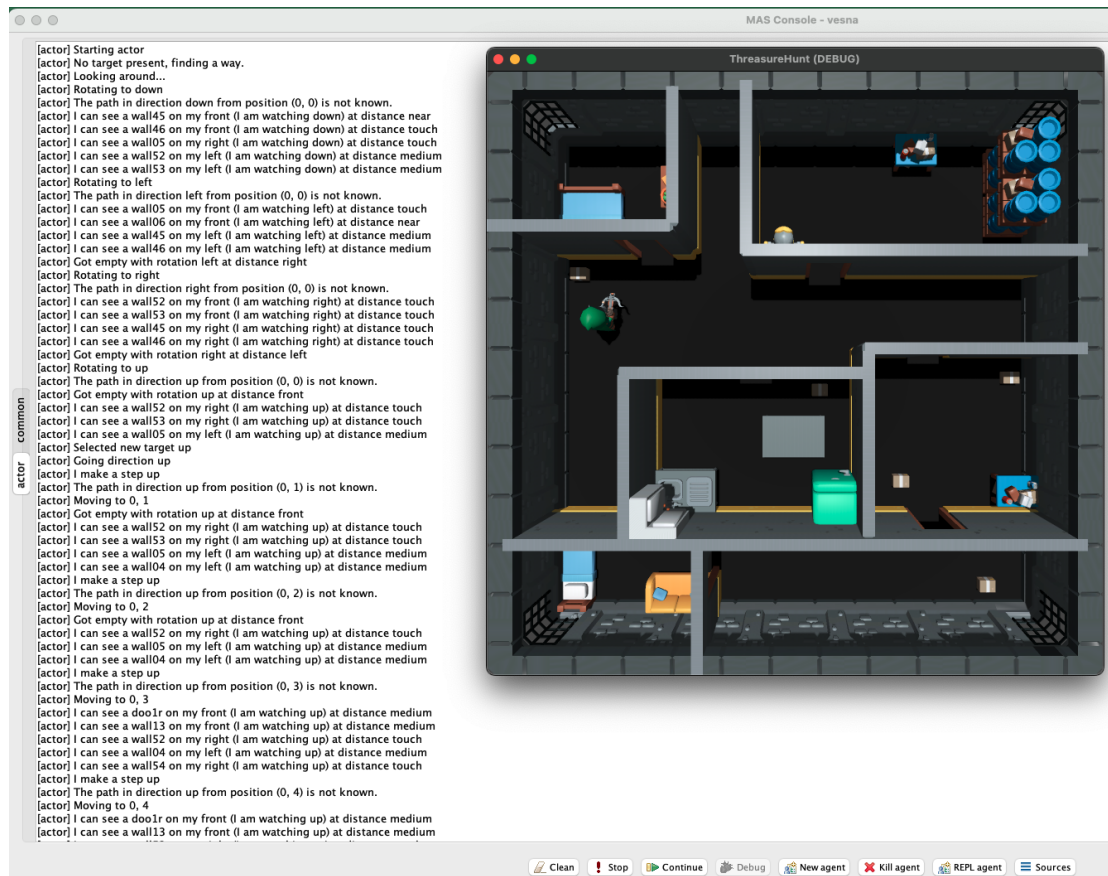 MAS Console - vesna
[actor] Starting actor
[actor] No target present, finding a way.
[actor] Looking around...
[actor] Rotating to down
[actor] The path in direction down from position (0, 0) is not known.
[actor] I can see a wall45 on my front (I am watching down) at distance near
[actor] I can see a wall46 on my front (I am watching down) at distance touch
[actor] I can see a wall05 on my right (I am watching down) at distance touch
[actor] I can see a wall52 on my left (I am watching down) at distance medium
[actor] I can see a wall53 on my left (I am watching down) at distance medium
[actor] Rotating to left
[actor] The path in direction left from position (0, 0) is not known.
[actor] I can see a wall05 on my front (I am watching left) at distance touch
[actor] I can see a wall06 on my front (I am watching left) at distance near
[actor] I can see a wall45 on my left (I am watching left) at distance medium
[actor] I can see a wall46 on my left (I am watching left) at distance medium
[actor] Got empty with rotation left at distance right
[actor] Rotating to right
[actor] The path in direction right from position (0, 0) is not known.
[actor] I can see a wall52 on my front (I am watching right) at distance touch
[actor] I can see a wall53 on my front (I am watching right) at distance touch
[actor] I can see a wall45 on my right (I am watching right) at distance touch
[actor] I can see a wall46 on my right (I am watching right) at distance touch
[actor] Got empty with rotation right at distance left
[actor] Rotating to up
[actor] The path in direction up from position (0, 0) is not known.
[actor] Got empty with rotation up at distance front
[actor] I can see a wall52 on my right (I am watching up) at distance touch
[actor] I can see a wall53 on my right (I am watching up) at distance touch
[actor] I can see a wall05 on my left (I am watching up) at distance medium
[actor] Selected new target up
[actor] Going direction up
[actor] I make a step up
[actor] The path in direction up from position (0, 1) is not known.
[actor] Moving to 0, 1
[actor] Got empty with rotation up at distance front
[actor] I can see a wall52 on my right (I am watching up) at distance touch
[actor] I can see a wall53 on my right (I am watching up) at distance touch
[actor] I can see a wall05 on my left (I am watching up) at distance medium
[actor] I can see a wall04 on my left (I am watching up) at distance medium
[actor] I make a step up
[actor] The path in direction up from position (0, 2) is not known.
[actor] Moving to 0, 2
[actor] Got empty with rotation up at distance front
[actor] I can see a wall52 on my right (I am watching up) at distance touch
[actor] I can see a wall05 on my left (I am watching up) at distance medium
[actor] I can see a wall04 on my left (I am watching up) at distance medium
[actor] I make a step up
[actor] The path in direction up from position (0, 3) is not known.
[actor] Moving to 0, 3
[actor] I can see a doo1r on my front (I am watching up) at distance medium
[actor] I can see a wall13 on my front (I am watching up) at distance medium
[actor] I can see a wall52 on my right (I am watching up) at distance touch
[actor] I can see a wall04 on my left (I am watching up) at distance medium
[actor] I can see a wall54 on my right (I am watching up) at distance touch
[actor] I make a step up
[actor] The path in direction up from position (0, 4) is not known.
[actor] Moving to 0, 4
[actor] I can see a doo1r on my front (I am watching up) at distance medium
[actor] I can see a wall13 on my front (I am watching up) at distance medium
common
actor
ThreasureHunt (DEBUG)
Clean
Stop
Continue
Debug
New agent
Kill agent
REPL agent
Sources